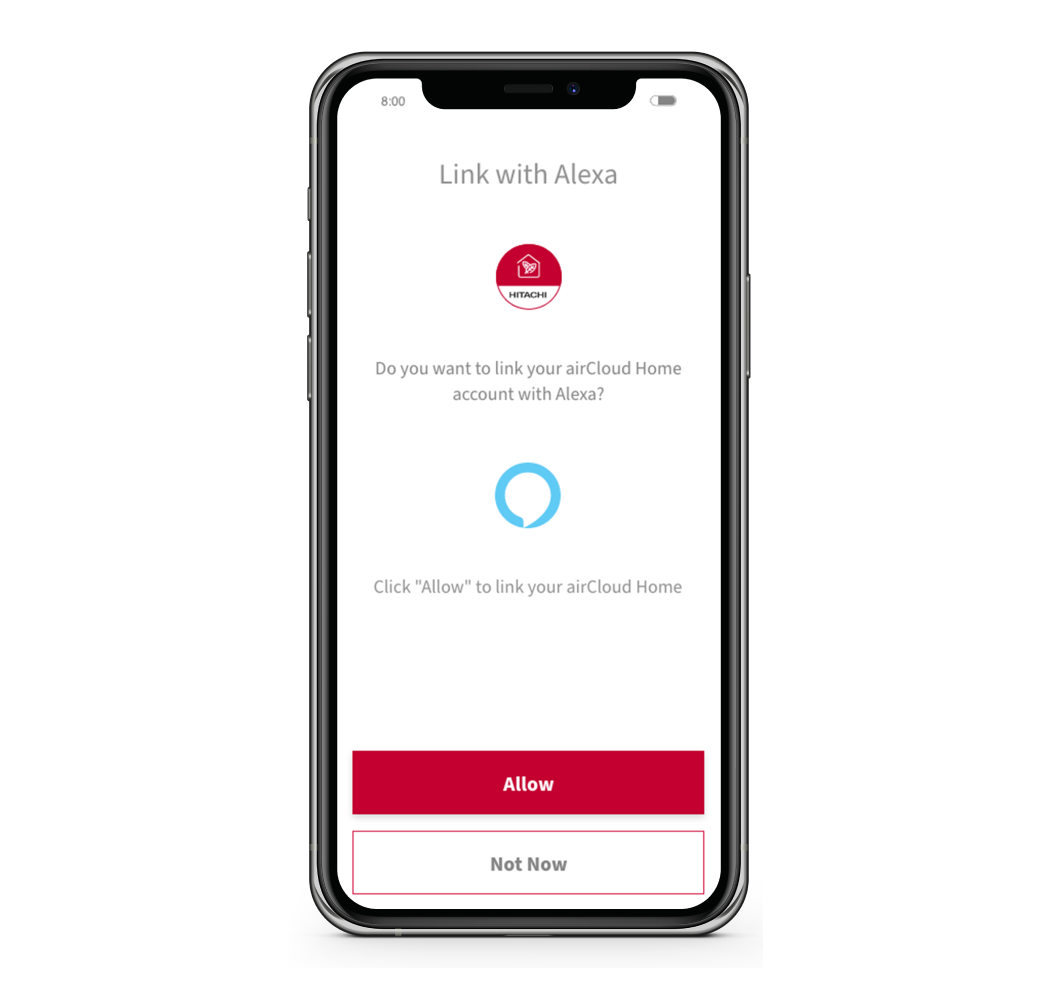 8:00
Link with Alexa
HITACHI
Do you want to link your airCloud Home
account with Alexa?
Click "Allow" to link your airCloud Home
Allow
Not Now